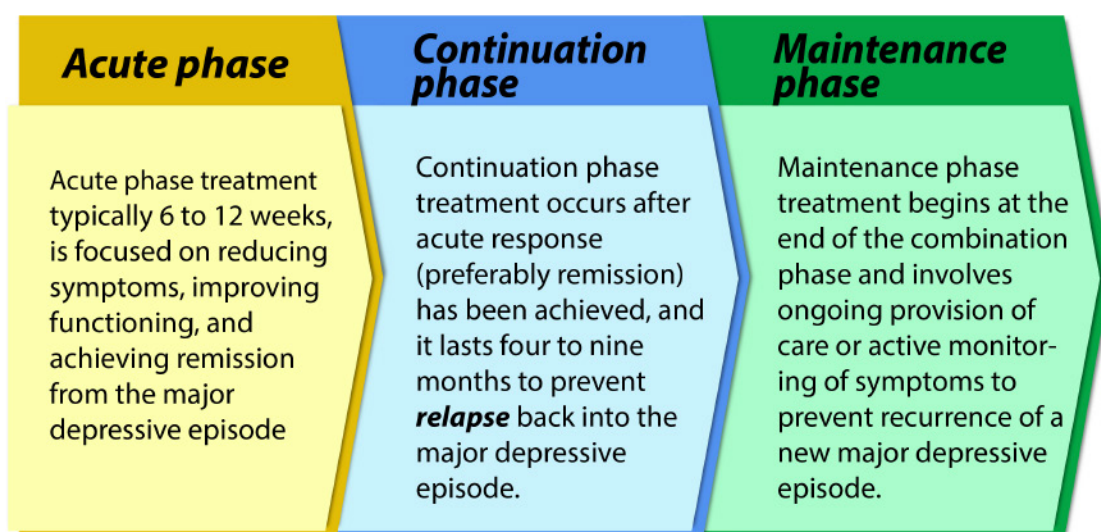 Acute phase
Acute phase treatment
typically 6 to 12 weeks,
is focused on reducing
symptoms, improving
functioning, and
achieving remission
from the major
depressive episode
Continuation
phase
Continuation phase
treatment occurs after
acute response
(preferably remission)
has been achieved, and
it lasts four to nine
months to prevent
relapse back into the
major depressive
episode.
Maintenance
phase
Maintenance phase
treatment begins at the
end of the combination
phase and involves
ongoing provision of
care or active monitor-
ing of symptoms to
prevent recurrence of a
new major depressive
episode.